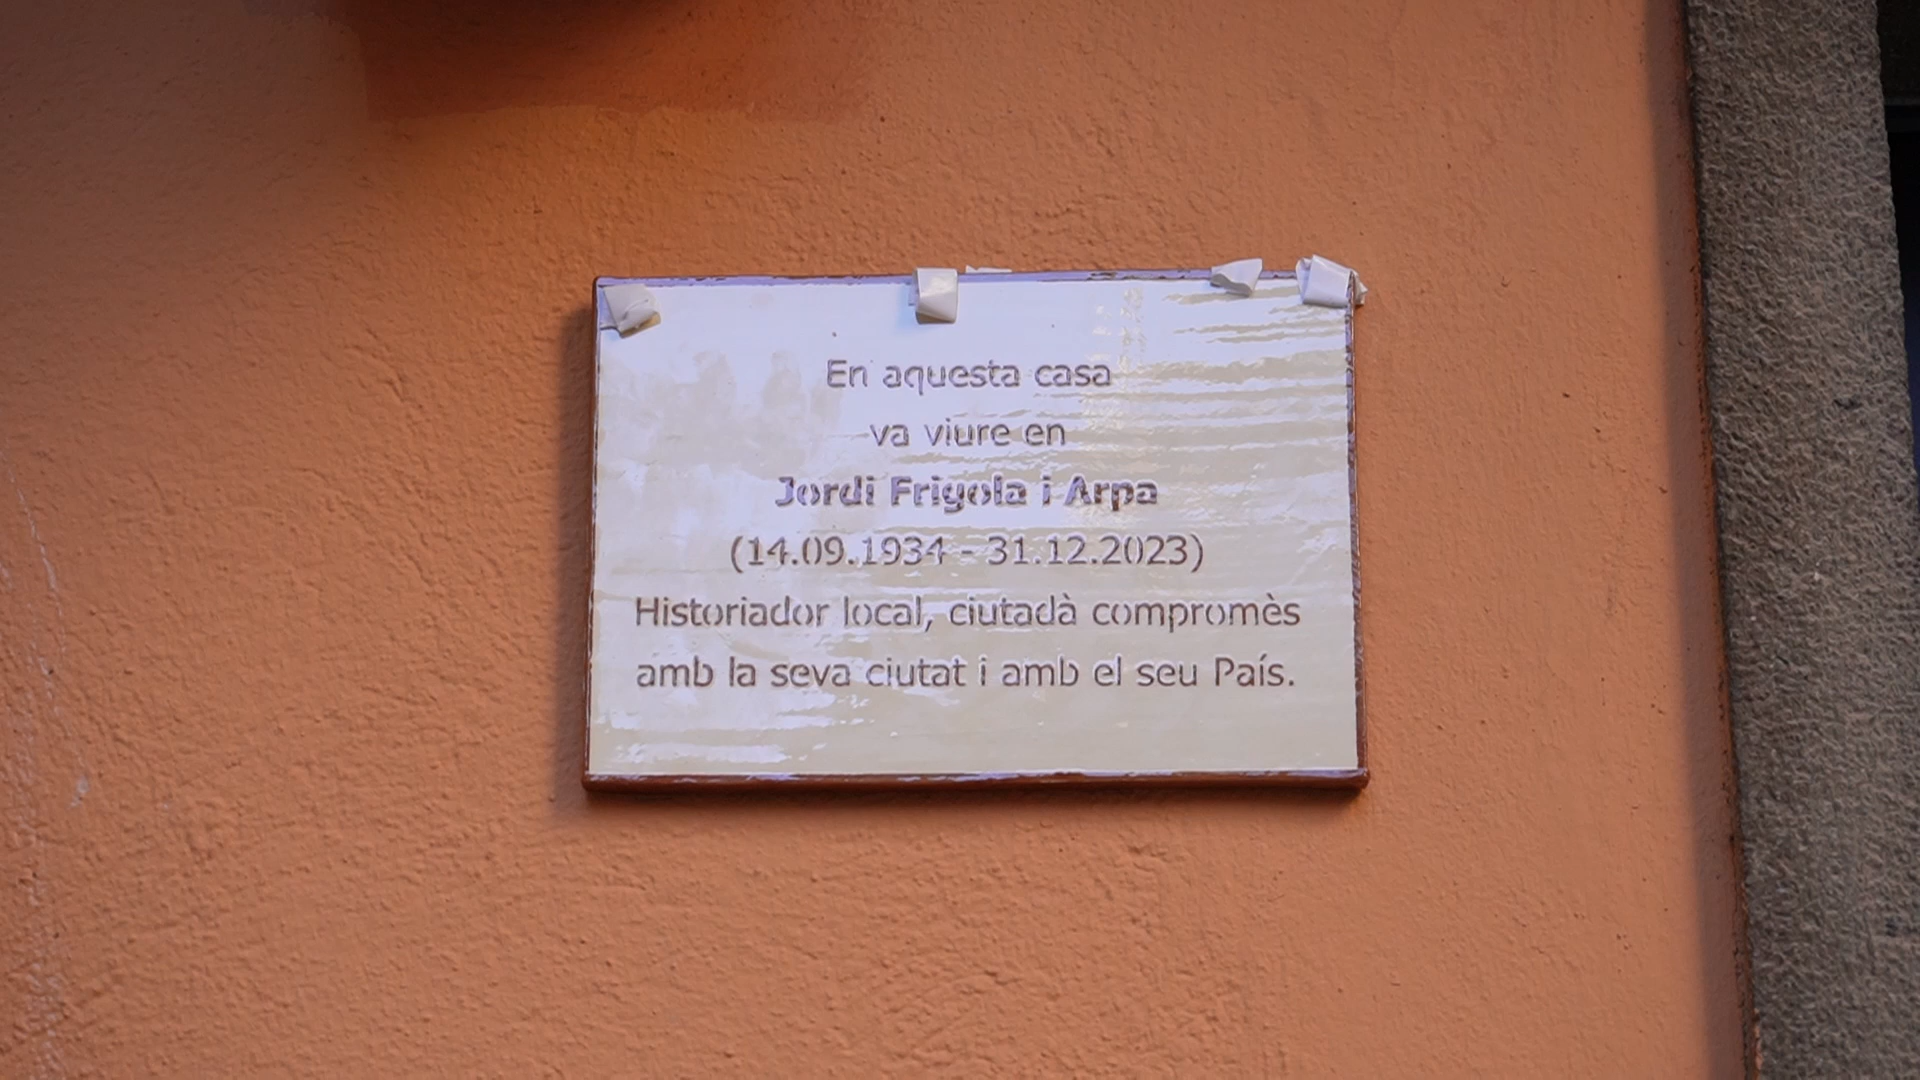 En aquesta casa
va viure en
Jordi Frigola i Arpa
(14.09.1934 - 31.12.2023)
Historiador local, ciutadà compromès
amb la seva ciutat i amb el seu País.